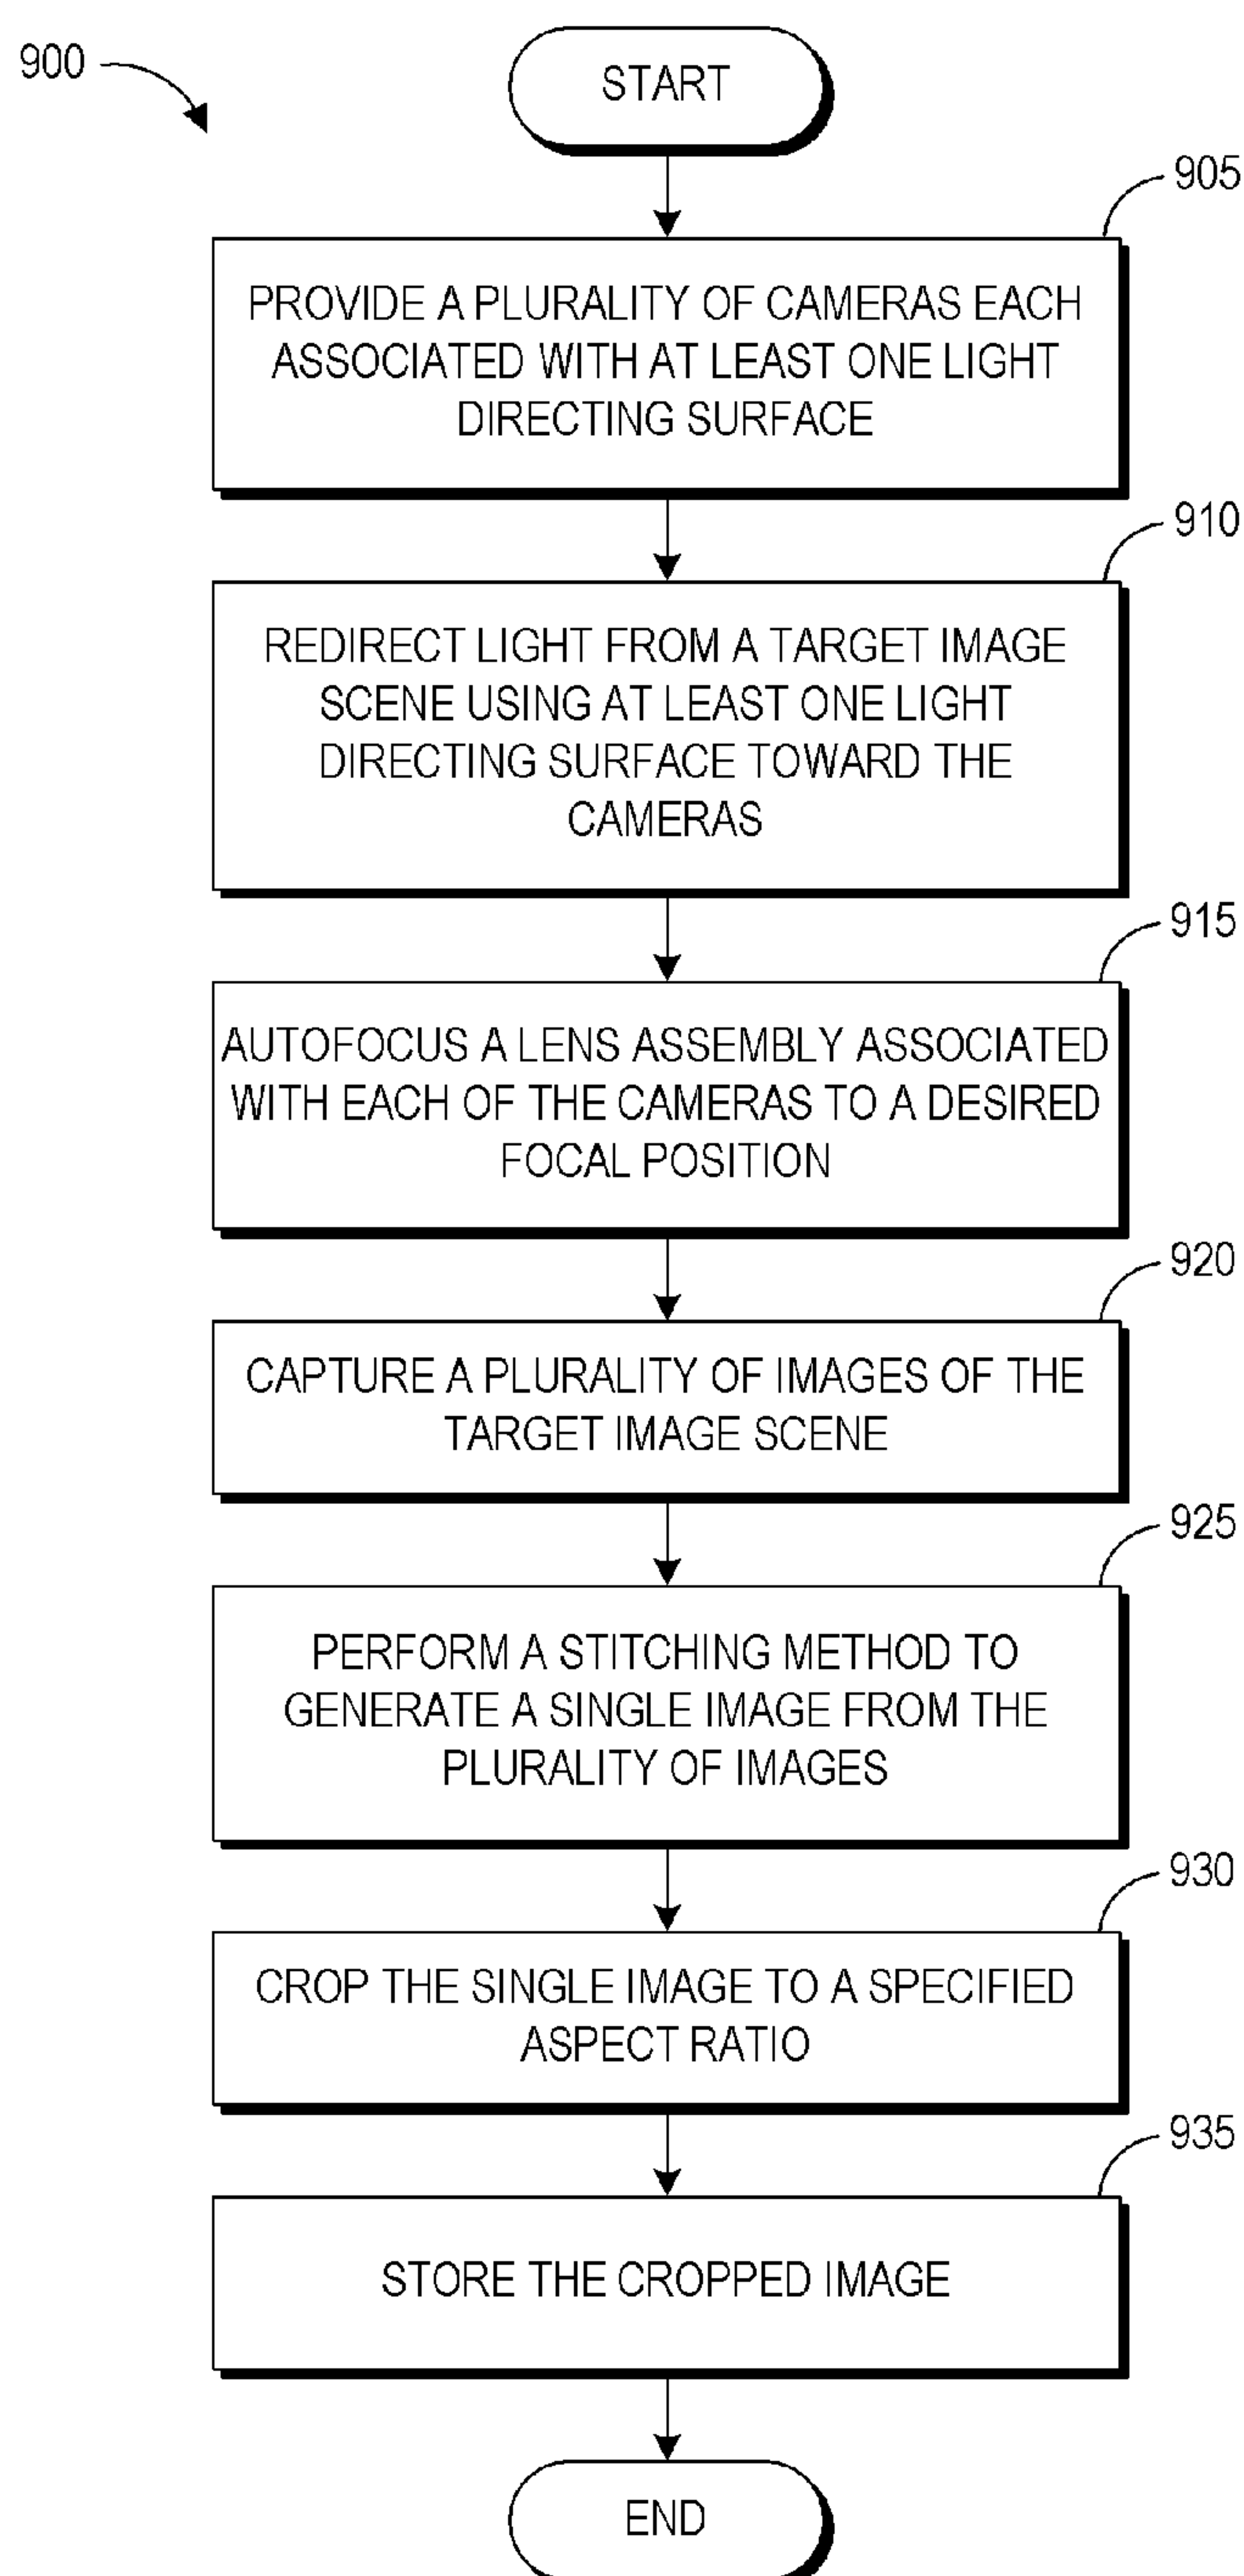 900
START
905
PROVIDE A PLURALITY OF CAMERAS EACH
ASSOCIATED WITH AT LEAST ONE LIGHT
DIRECTING SURFACE
910
REDIRECT LIGHT FROM A TARGET IMAGE
SCENE USING AT LEAST ONE LIGHT
DIRECTING SURFACE TOWARD THE
CAMERAS
915
AUTOFOCUS A LENS ASSEMBLY ASSOCIATED
WITH EACH OF THE CAMERAS TO A DESIRED
FOCAL POSITION
920
CAPTURE A PLURALITY OF IMAGES OF THE
TARGET IMAGE SCENE
925
PERFORM A STITCHING METHOD TO
GENERATE A SINGLE IMAGE FROM THE
PLURALITY OF IMAGES
930
CROP THE SINGLE IMAGE TO A SPECIFIED
ASPECT RATIO
935
STORE THE CROPPED IMAGE
END